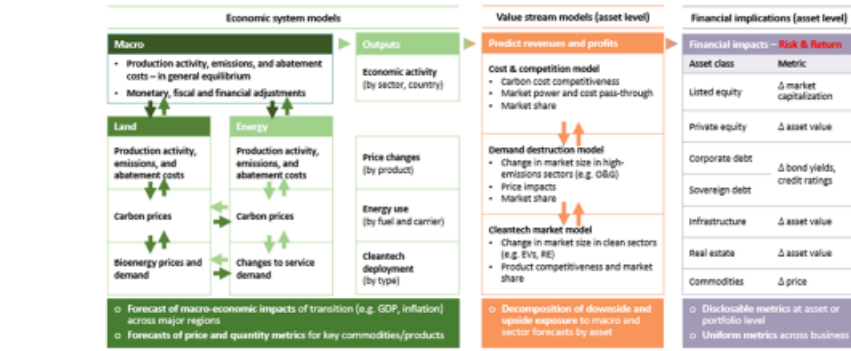 Economic system models
Macro
• Production activity, emissions, and abatement
costs – in general equilibrium
• Monetary, fiscal and financial adjustments
Land
Production activity,
emissions, and
abatement costs
Carbon prices
Bioenergy prices and
demand
Energy
Production activity,
emissions, and
abatement costs
Carbon prices
Changes to service
demand
Outputs
Economic activity
(by sector, country)
Price changes
(by product)
Energy use
(by fuel and carrier)
Cleantech
deployment
(by type)
o Forecast of macro-economic impacts of transition (e.g. GDP, inflation)
across major regions
o Forecasts of price and quantity metrics for key commodities/products
Value stream models (asset level)
Predict revenues and profits
Cost & competition model
• Carbon cost competitiveness
• Market power and cost pass-through
• Market share
Demand destruction model
• Change in market size in high-
emissions sectors (e.g. O&G)
• Price impacts
• Market share
Cleantech market model
• Change in market size in clean sectors
(e.g. EVs, RE)
• Product competitiveness and market
share
o Decomposition of downside and
upside exposure to macro and
sector forecasts by asset
Financial implications (asset level)
Financial impacts – Risk & Return
Asset class Metric
Listed equity Δ market
capitalization
Private equity Δ asset value
Corporate debt
Δ bond yields,
credit ratings
Sovereign debt
Infrastructure Δ asset value
Real estate Δ asset value
Commodities Δ price
o Disclosable metrics at asset or
portfolio level
o Uniform metrics across business